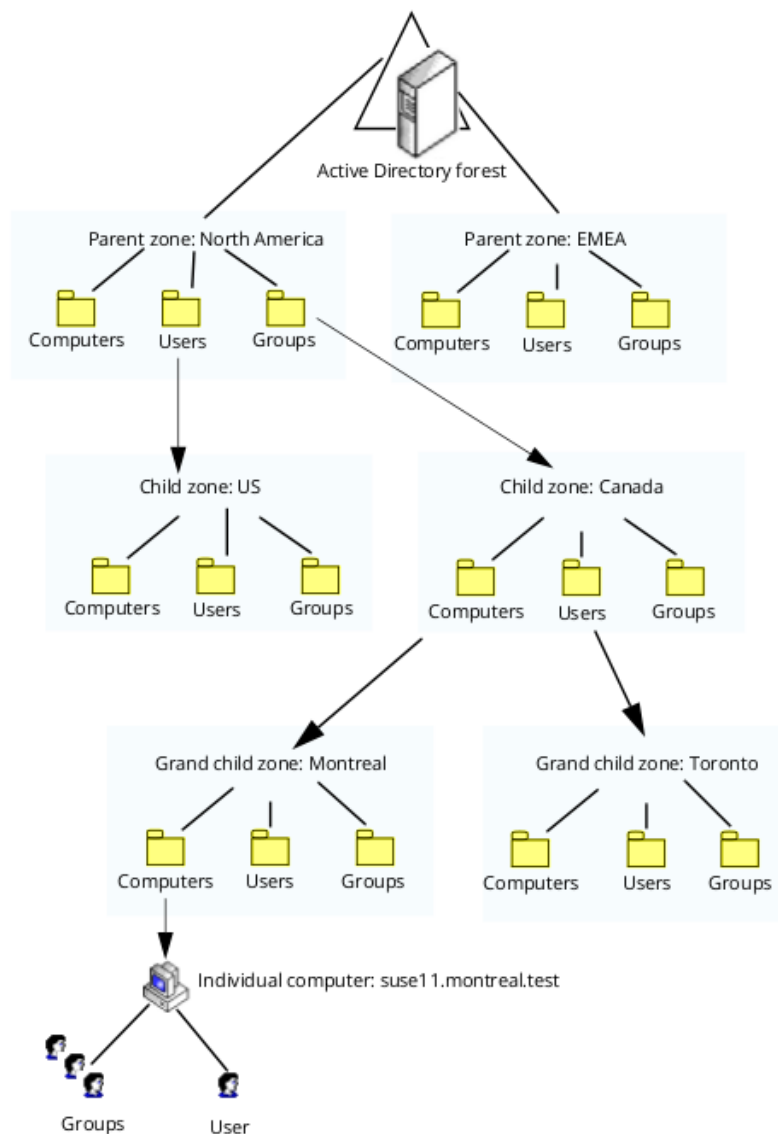 Active Directory forest
Parent zone: North America
Parent zone: EMEA
Computers
Users
Groups
Computers
Users
Groups
Child zone: US
Child zone: Canada
Computers
Users
Groups
Computers
Users
Groups
Grand child zone: Montreal
Grand child zone: Toronto
Computers
Users
Groups
Computers
Users
Groups
Individual computer: suse11.montreal.test
Groups
User